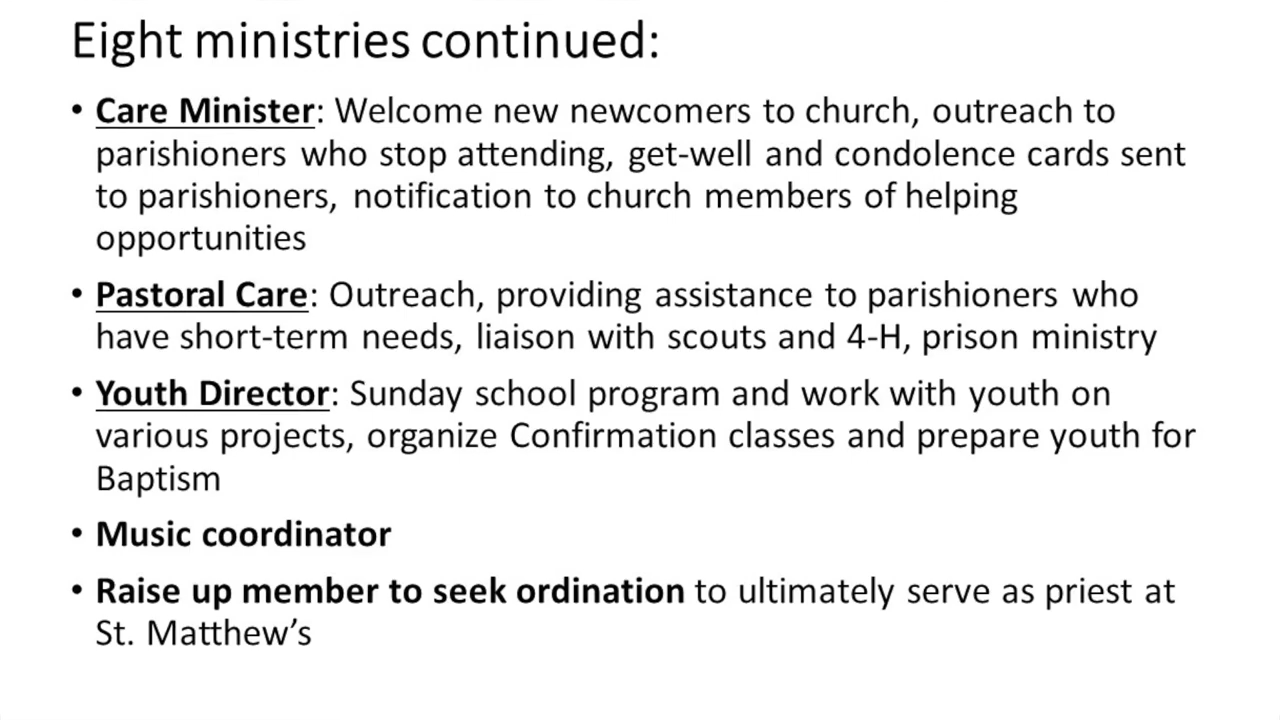 Eight ministries continued:
• Care Minister: Welcome new newcomers to church, outreach to
parishioners who stop attending, get-well and condolence cards sent
to parishioners, notification to church members of helping
opportunities
• Pastoral Care: Outreach, providing assistance to parishioners who
have short-term needs, liaison with scouts and 4-H, prison ministry
• Youth Director: Sunday school program and work with youth on
various projects, organize Confirmation classes and prepare youth for
Baptism
• Music coordinator
• Raise up member to seek ordination to ultimately serve as priest at
St. Matthew’s